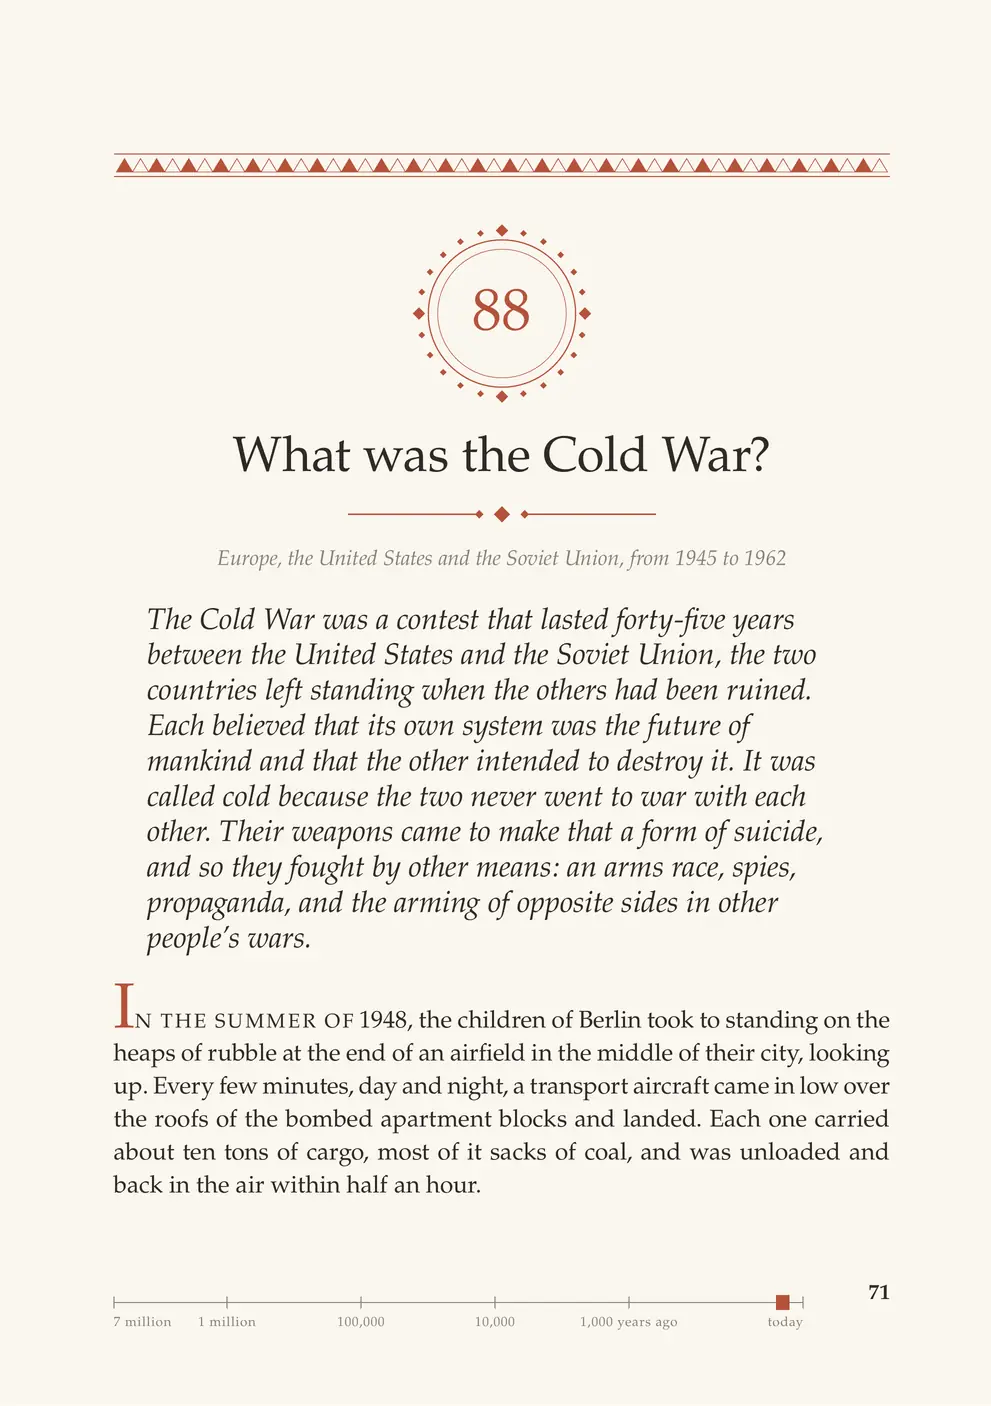 88
What was the Cold War?
Europe, the United States and the Soviet Union, from 1945 to 1962
The Cold War was a contest that lasted forty-five years
between the United States and the Soviet Union, the two
countries left standing when the others had been ruined.
Each believed that its own system was the future of
mankind and that the other intended to destroy it. It was
called cold because the two never went to war with each
other. Their weapons came to make that a form of suicide,
and so they fought by other means: an arms race, spies,
propaganda, and the arming of opposite sides in other
people’s wars.
IN THE SUMMER OF 1948, the children of Berlin took to standing on the
heaps of rubble at the end of an airfield in the middle of their city, looking
up. Every few minutes, day and night, a transport aircraft came in low over
the roofs of the bombed apartment blocks and landed. Each one carried
about ten tons of cargo, most of it sacks of coal, and was unloaded and
back in the air within half an hour.
71
7 million 1 million 100,000 10,000 1,000 years ago today